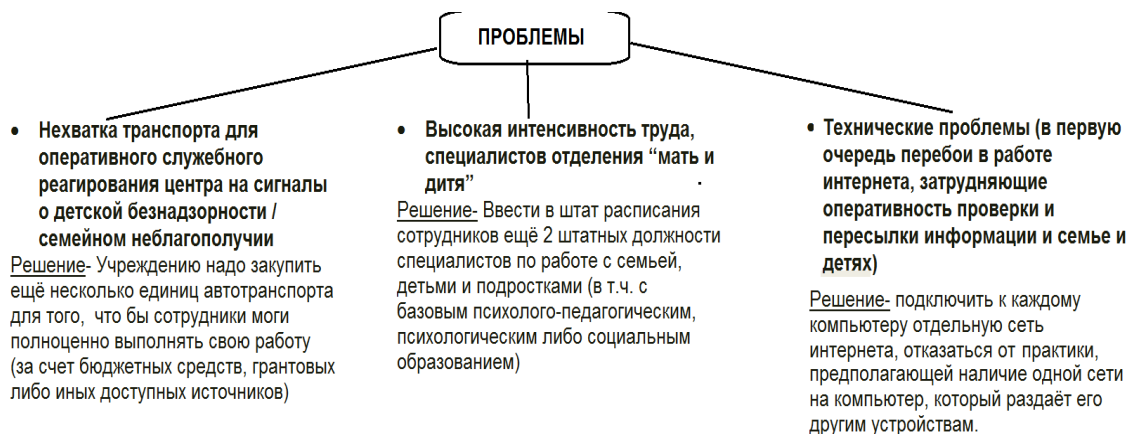 ПРОБЛЕМЫ
• Нехватка транспорта для
оперативного служебного
реагирования центра на сигналы
о детской безнадзорности /
семейном неблагополучии
Решение- Учреждению надо закупить
ещё несколько единиц автотранспорта
для того, что бы сотрудники моги
полноценно выполнять свою работу
(за счет бюджетных средств, грантовых
либо иных доступных источников)
• Высокая интенсивность труда,
специалистов отделения “мать и
дитя”
.
Решение- Ввести в штат расписания
сотрудников ещё 2 штатных должности
специалистов по работе с семьей,
детьми и подростками (в т.ч. с
базовым психолого-педагогическим,
психологическим либо социальным
образованием)
• Технические проблемы (в первую
очередь перебои в работе
интернета, затрудняющие
оперативность проверки и
пересылки информации и семье и
детях)
Решение- подключить к каждому
компьютеру отдельную сеть
интернета, отказаться от практики,
предполагающей наличие одной сети
на компьютер, который раздаёт его
другим устройствам.